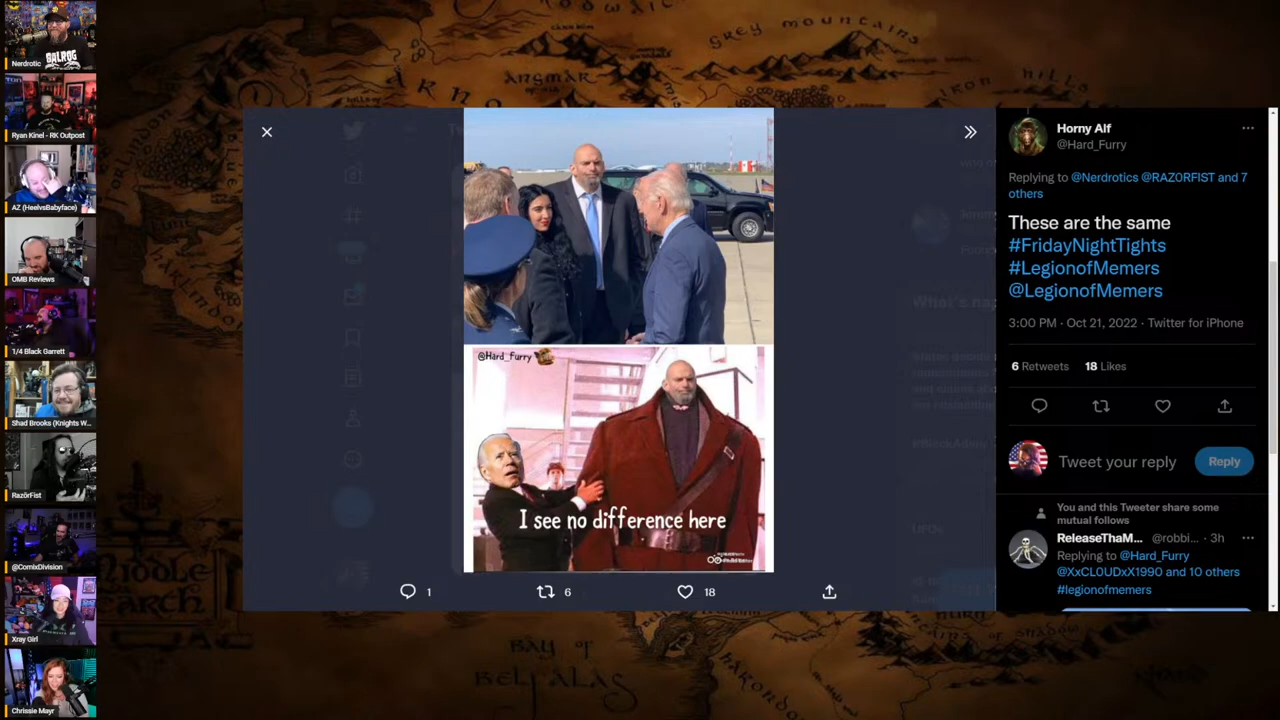 Nerdrotic
BALROG
Ryan Kinel - RK Outpost
AZ (HeelvsBabyface)
OMB Reviews
1/4 Black Garrett
Shad Brooks (Knights W...
RazörFist
@ComixDivision
Xray Girl
Chrissie Mayr
GREY MOUNTAINS
ANGMAR
IRON HILLS
MIDDLE
EARTH
BAY OF
BELFALAS
HARONDOR
@Hard_Furry
I see no difference here
1
6
18
Horny Alf
@Hard_Furry
Replying to @Nerdrotics @RAZ0RFIST and 7
others
These are the same
#FridayNightTights
#LegionofMemers
@LegionofMemers
3:00 PM · Oct 21, 2022 · Twitter for iPhone
6 Retweets 18 Likes
Tweet your reply
Reply
You and this Tweeter share some
mutual follows
ReleaseThaM... @robbi... · 3h
Replying to @Hard_Furry
@XxCL0UDxX1990 and 10 others
#legionofmemers